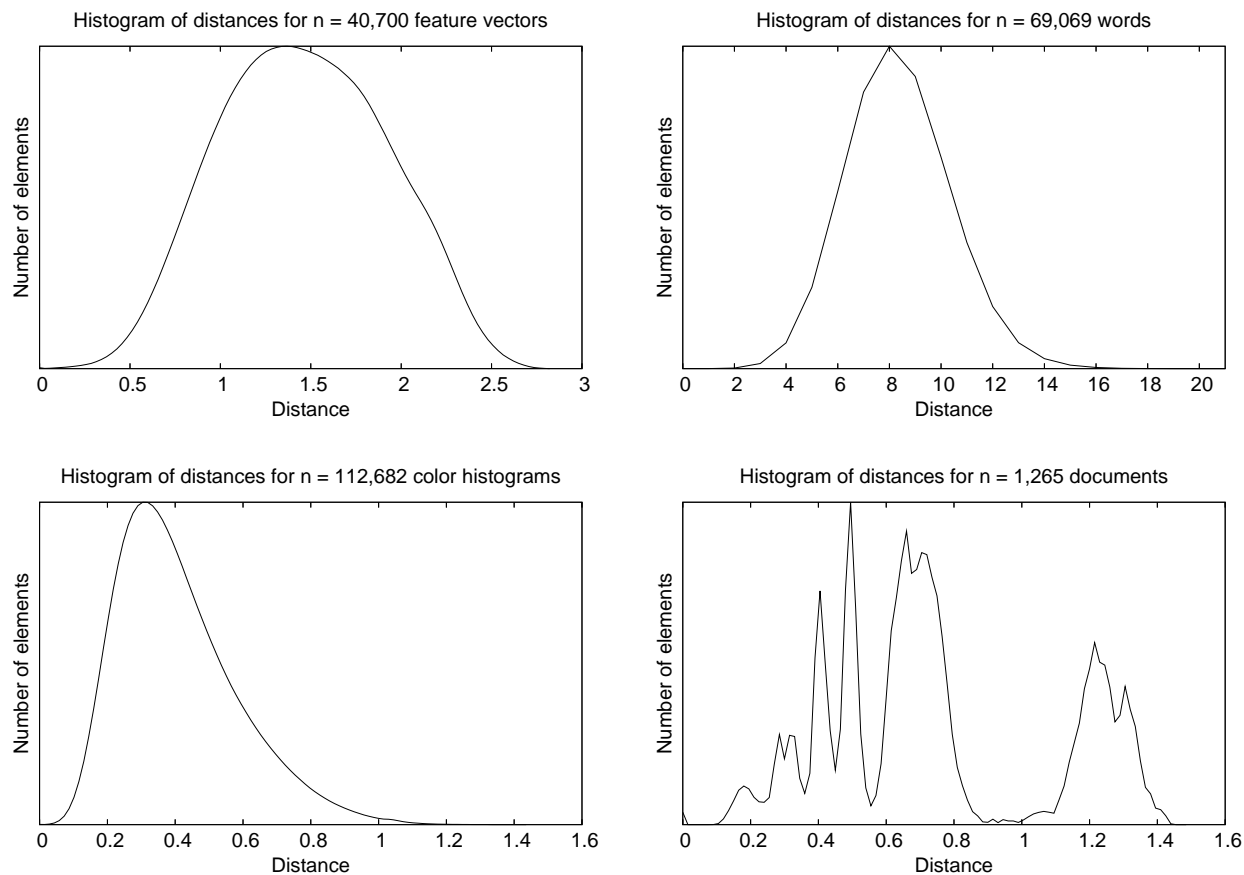 Histogram of distances for n = 40,700 feature vectors
Number of elements
0 0.5 1 1.5 2 2.5 3
Distance
Histogram of distances for n = 69,069 words
Number of elements
0 2 4 6 8 10 12 14 16 18 20
Distance
Histogram of distances for n = 112,682 color histograms
Number of elements
0 0.2 0.4 0.6 0.8 1 1.2 1.4 1.6
Distance
Histogram of distances for n = 1,265 documents
Number of elements
0 0.2 0.4 0.6 0.8 1 1.2 1.4 1.6
Distance